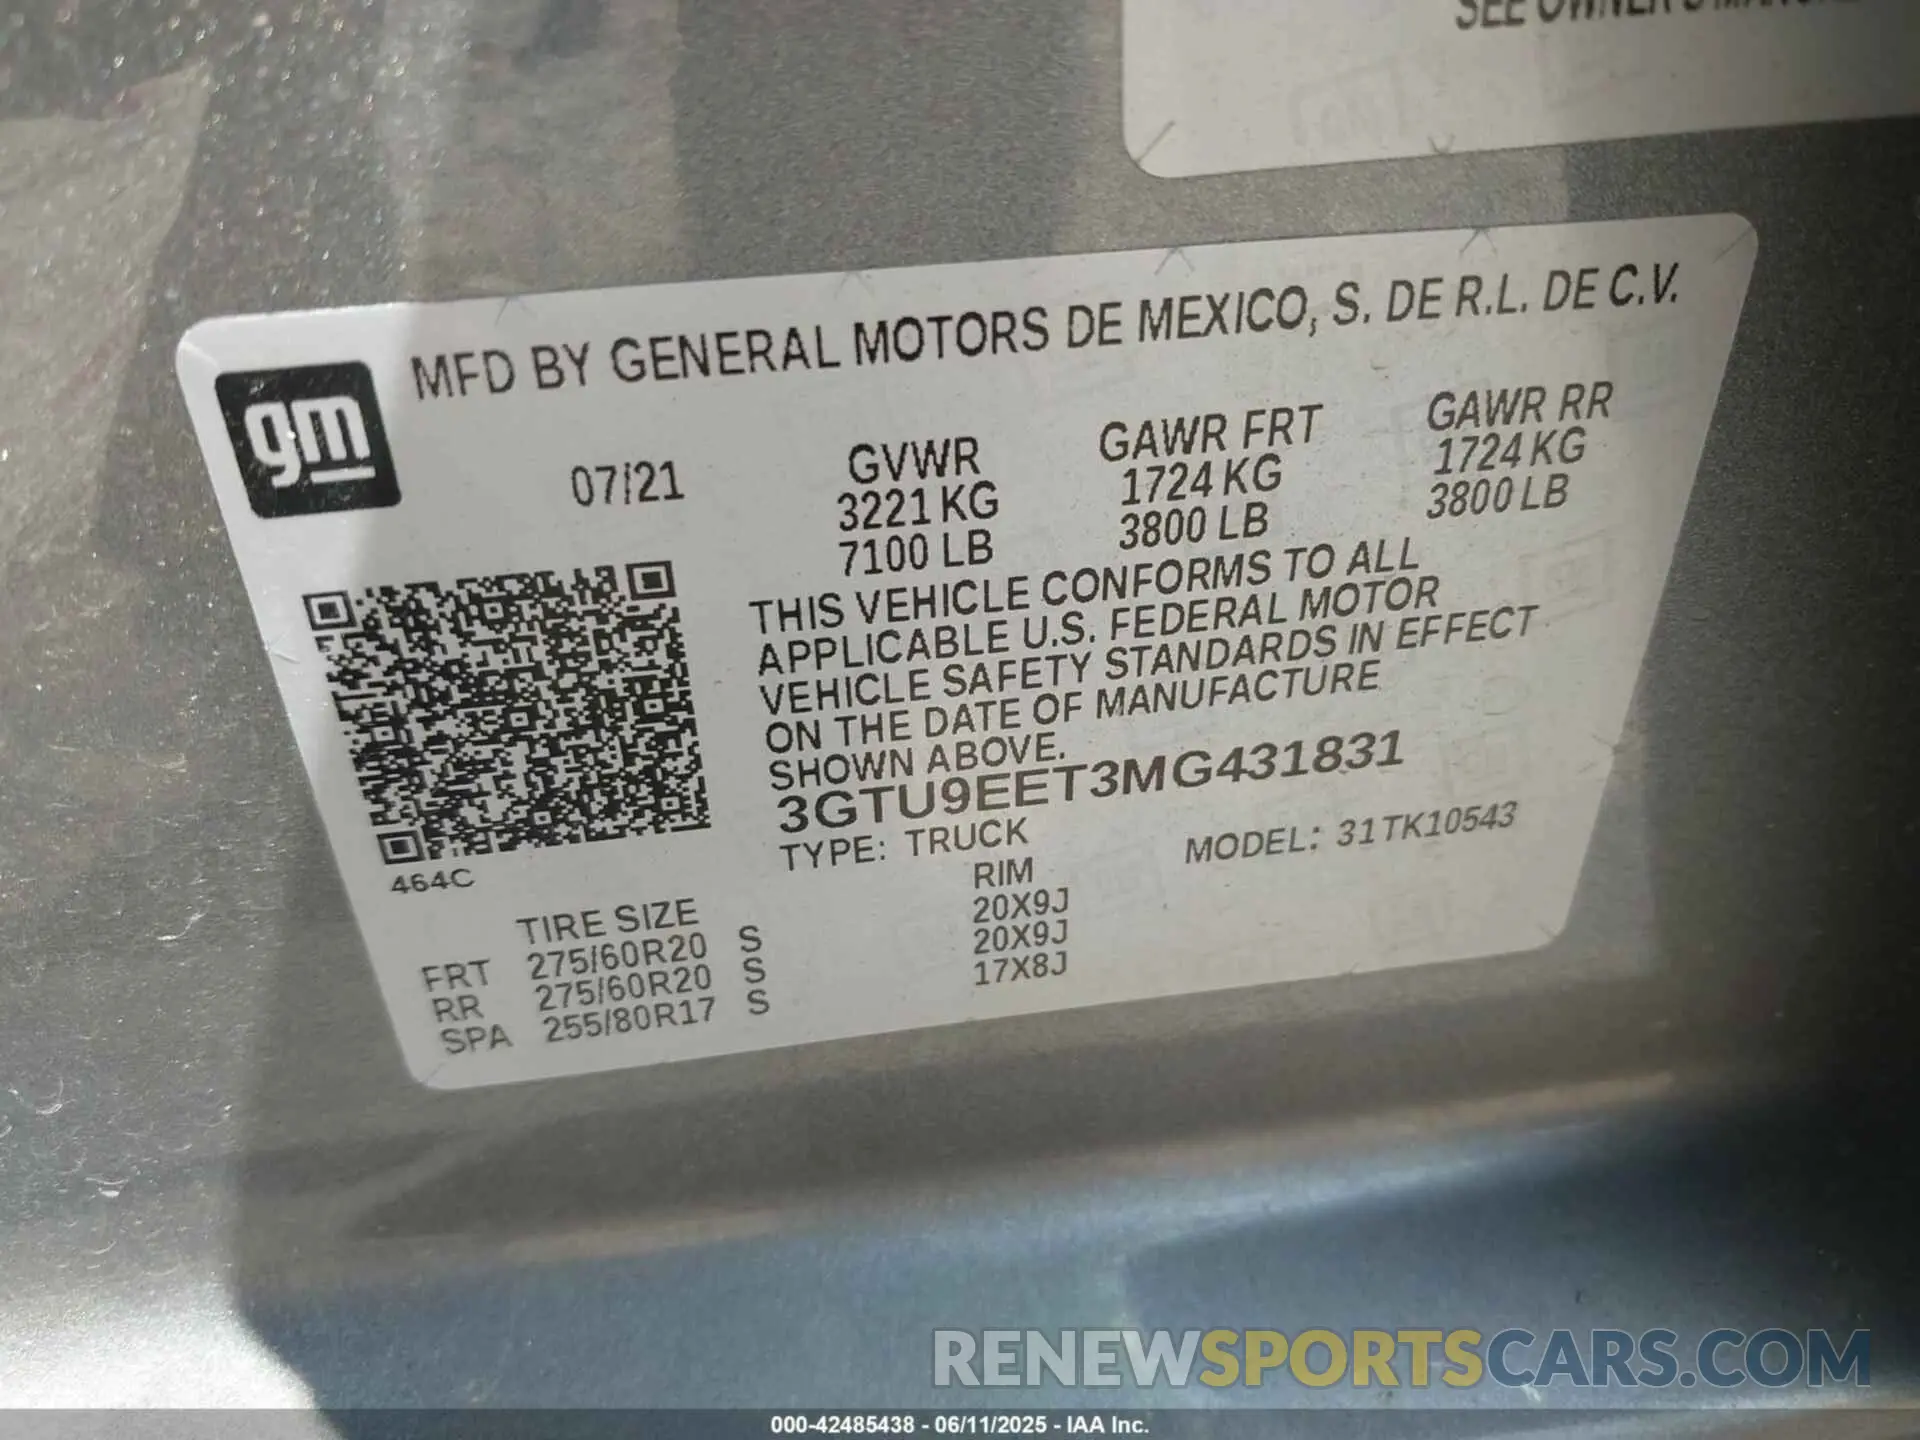 SEE OWNER'S MANUAL
MFD BY GENERAL MOTORS DE MEXICO, S. DE R.L. DE C.V.
gm
07/21
GVWR GAWR FRT GAWR RR
3221 KG 1724 KG 1724 KG
7100 LB 3800 LB 3800 LB
THIS VEHICLE CONFORMS TO ALL
APPLICABLE U.S. FEDERAL MOTOR
VEHICLE SAFETY STANDARDS IN EFFECT
ON THE DATE OF MANUFACTURE
SHOWN ABOVE.
3GTU9EET3MG431831
TYPE: TRUCK MODEL: 31TK10543
464C
TIRE SIZE RIM
FRT 275/60R20 S 20X9J
RR 275/60R20 S 20X9J
SPA 255/80R17 S 17X8J
RENEWSPORTSCARS.COM
000-42485438 - 06/11/2025 - IAA Inc.